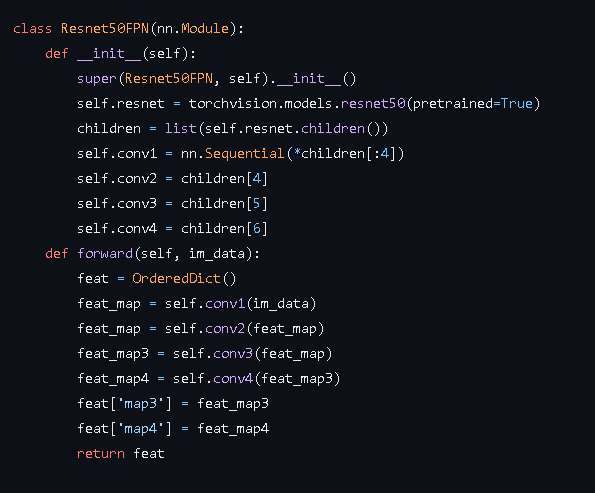 class Resnet50FPN(nn.Module):
    def __init__(self):
        super(Resnet50FPN, self).__init__()
        self.resnet = torchvision.models.resnet50(pretrained=True)
        children = list(self.resnet.children())
        self.conv1 = nn.Sequential(*children[:4])
        self.conv2 = children[4]
        self.conv3 = children[5]
        self.conv4 = children[6]
    def forward(self, im_data):
        feat = OrderedDict()
        feat_map = self.conv1(im_data)
        feat_map = self.conv2(feat_map)
        feat_map3 = self.conv3(feat_map)
        feat_map4 = self.conv4(feat_map3)
        feat['map3'] = feat_map3
        feat['map4'] = feat_map4
        return feat